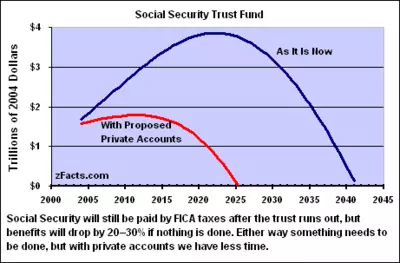 Social Security Trust Fund
Trillions of 2004 Dollars
$4
$3
$2
$1
$0
As It Is Now
With Proposed
Private Accounts
zFacts.com
2000 2005 2010 2015 2020 2025 2030 2035 2040 2045
Social Security will still be paid by FICA taxes after the trust runs out, but
benefits will drop by 20–30% if nothing is done. Either way something needs to
be done, but with private accounts we have less time.